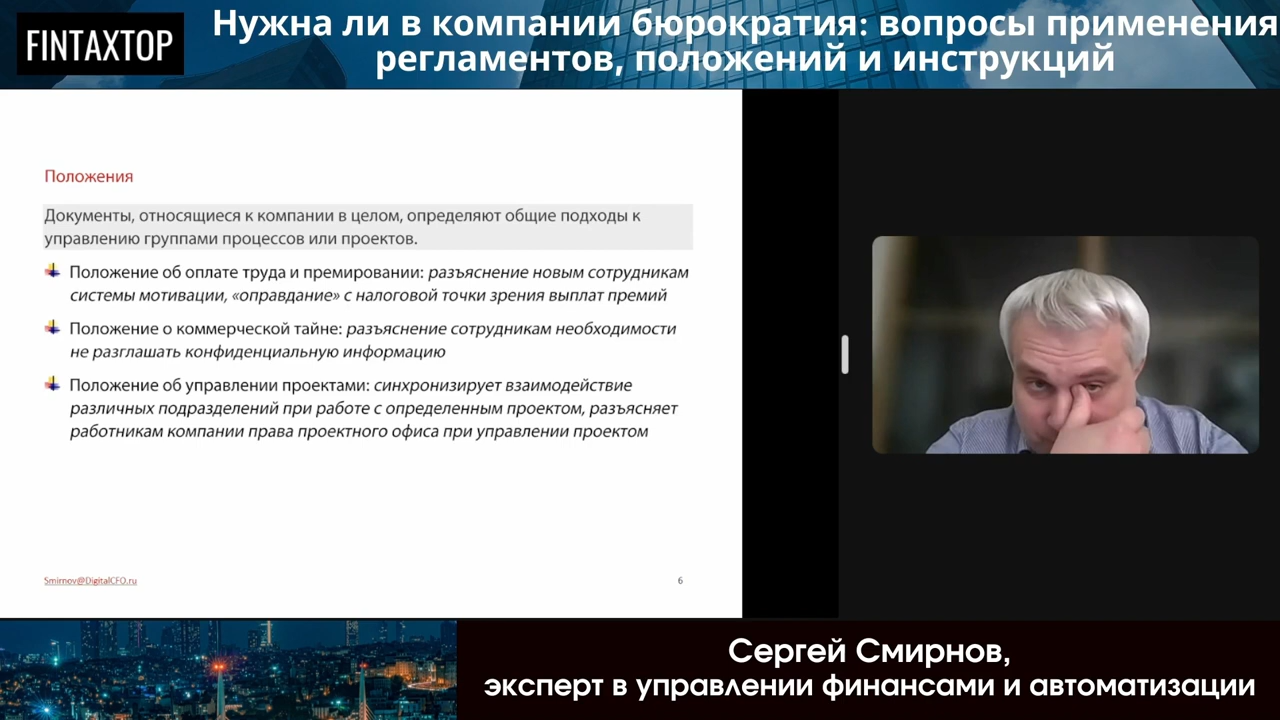 FINTAXTOP
Нужна ли в компании бюрократия: вопросы применения
регламентов, положений и инструкций
Положения
Документы, относящиеся к компании в целом, определяют общие подходы к
управлению группами процессов или проектов.
Положение об оплате труда и премировании: разъяснение новым сотрудникам
системы мотивации, «оправдание» с налоговой точки зрения выплат премий
Положение о коммерческой тайне: разъяснение сотрудникам необходимости
не разглашать конфиденциальную информацию
Положение об управлении проектами: синхронизирует взаимодействие
различных подразделений при работе с определенным проектом, разъясняет
работникам компании права проектного офиса при управлении проектом
Smirnov@DigitalCFO.ru
6
Сергей Смирнов,
эксперт в управлении финансами и автоматизации